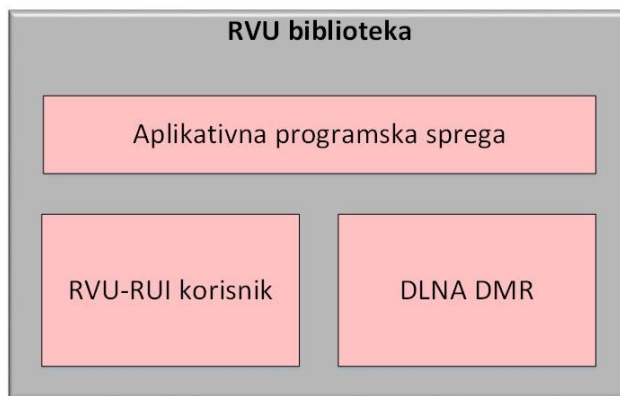 RVU biblioteka
Aplikativna programska sprega
RVU-RUI korisnik
DLNA DMR